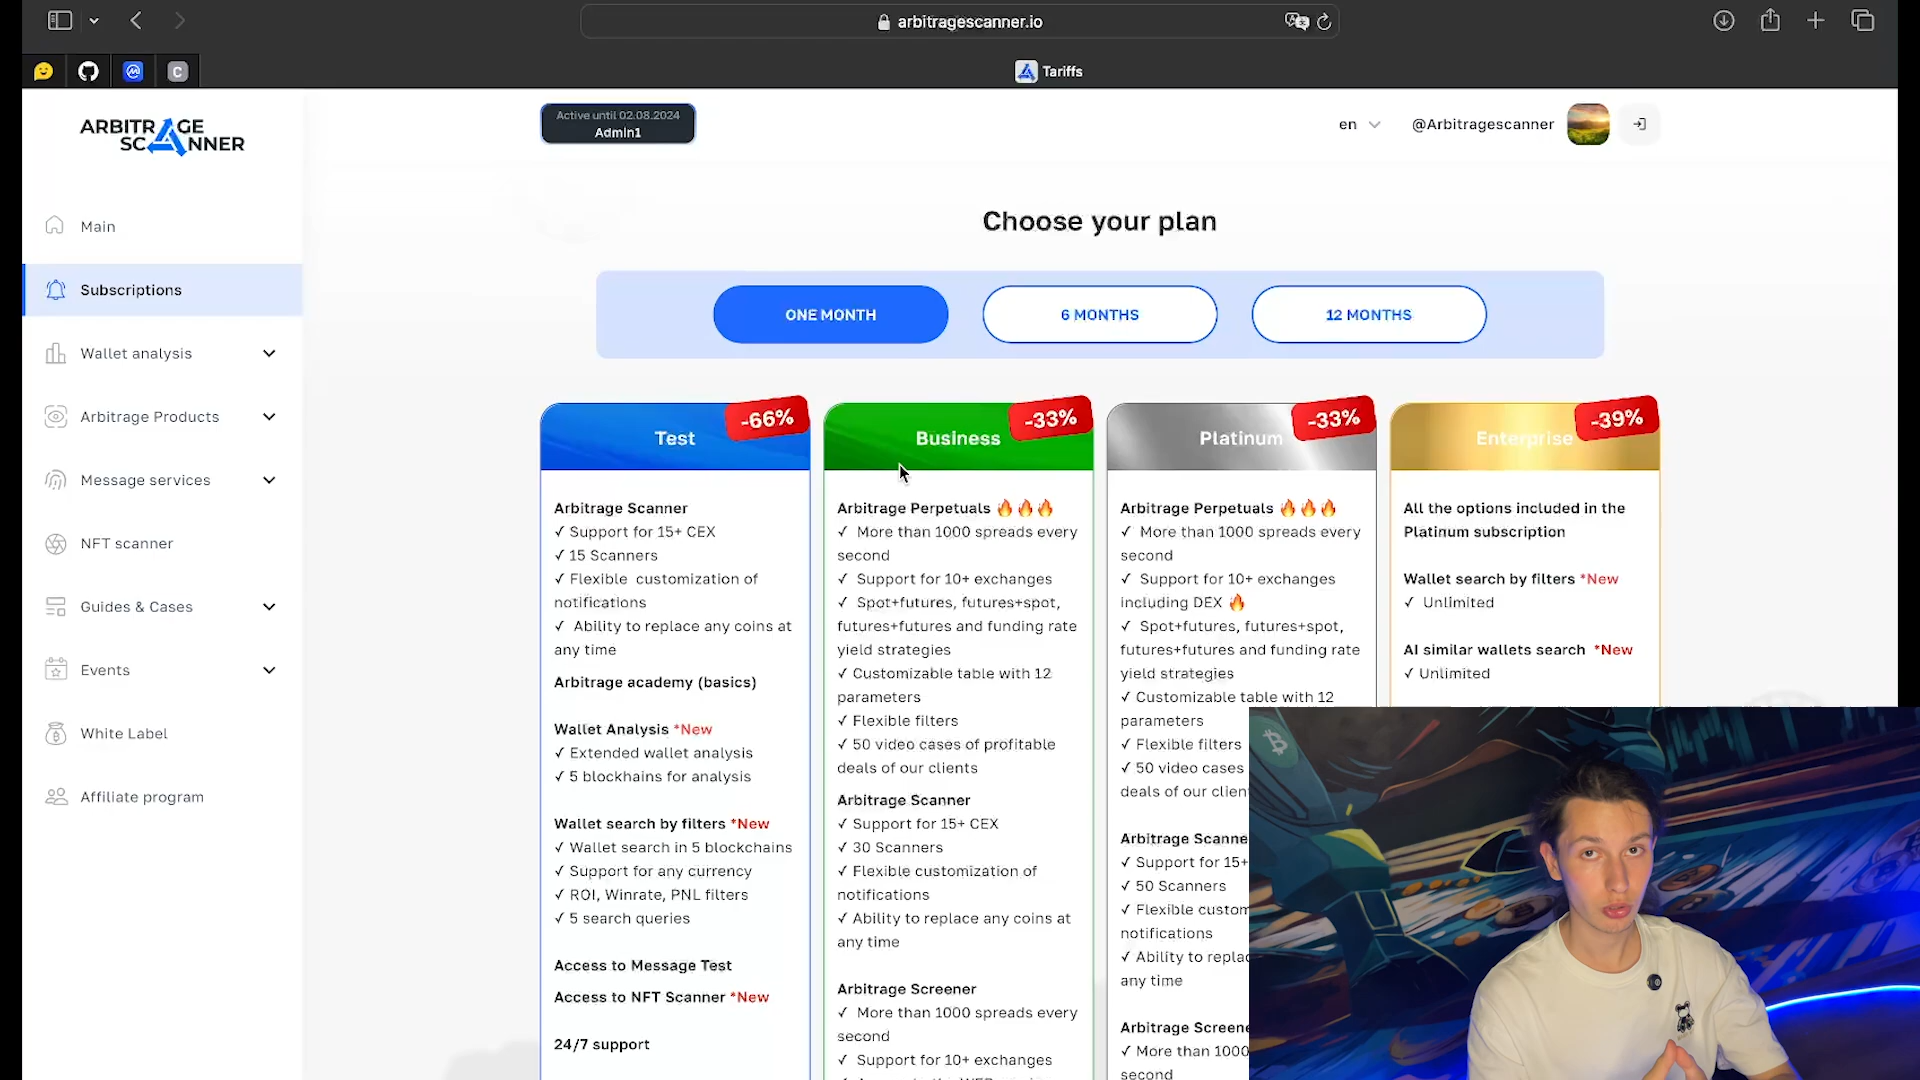 arbitragescanner.io
C
Tariffs
ARBITRAGE
SCANNER
Active until 02.08.2024
Admin1
en
@Arbitragescanner
Main
Subscriptions
Wallet analysis
Arbitrage Products
Message services
NFT scanner
Guides & Cases
Events
White Label
Affiliate program
Choose your plan
ONE MONTH
6 MONTHS
12 MONTHS
Test
-66%
Arbitrage Scanner
✓ Support for 15+ CEX
✓ 15 Scanners
✓ Flexible customization of
notifications
✓ Ability to replace any coins at
any time
Arbitrage academy (basics)
Wallet Analysis *New
✓ Extended wallet analysis
✓ 5 blockhains for analysis
Wallet search by filters *New
✓ Wallet search in 5 blockchains
✓ Support for any currency
✓ ROI, Winrate, PNL filters
✓ 5 search queries
Access to Message Test
Access to NFT Scanner *New
24/7 support
Business
-33%
Arbitrage Perpetuals 🔥🔥🔥
✓ More than 1000 spreads every
second
✓ Support for 10+ exchanges
✓ Spot+futures, futures+spot,
futures+futures and funding rate
yield strategies
✓ Customizable table with 12
parameters
✓ Flexible filters
✓ 50 video cases of profitable
deals of our clients
Arbitrage Scanner
✓ Support for 15+ CEX
✓ 30 Scanners
✓ Flexible customization of
notifications
✓ Ability to replace any coins at
any time
Arbitrage Screener
✓ More than 1000 spreads every
second
✓ Support for 10+ exchanges
Platinum
-33%
Arbitrage Perpetuals 🔥🔥🔥
✓ More than 1000 spreads every
second
✓ Support for 10+ exchanges
including DEX 🔥
✓ Spot+futures, futures+spot,
futures+futures and funding rate
yield strategies
✓ Customizable table with 12
parameters
✓ Flexible filters
✓ 50 video cases
deals of our clien
Arbitrage Scanne
✓ Support for 15+
✓ 50 Scanners
✓ Flexible custom
notifications
✓ Ability to replac
any time
Arbitrage Screene
✓ More than 1000
second
Enterprise
-39%
All the options included in the
Platinum subscription
Wallet search by filters *New
✓ Unlimited
AI similar wallets search *New
✓ Unlimited